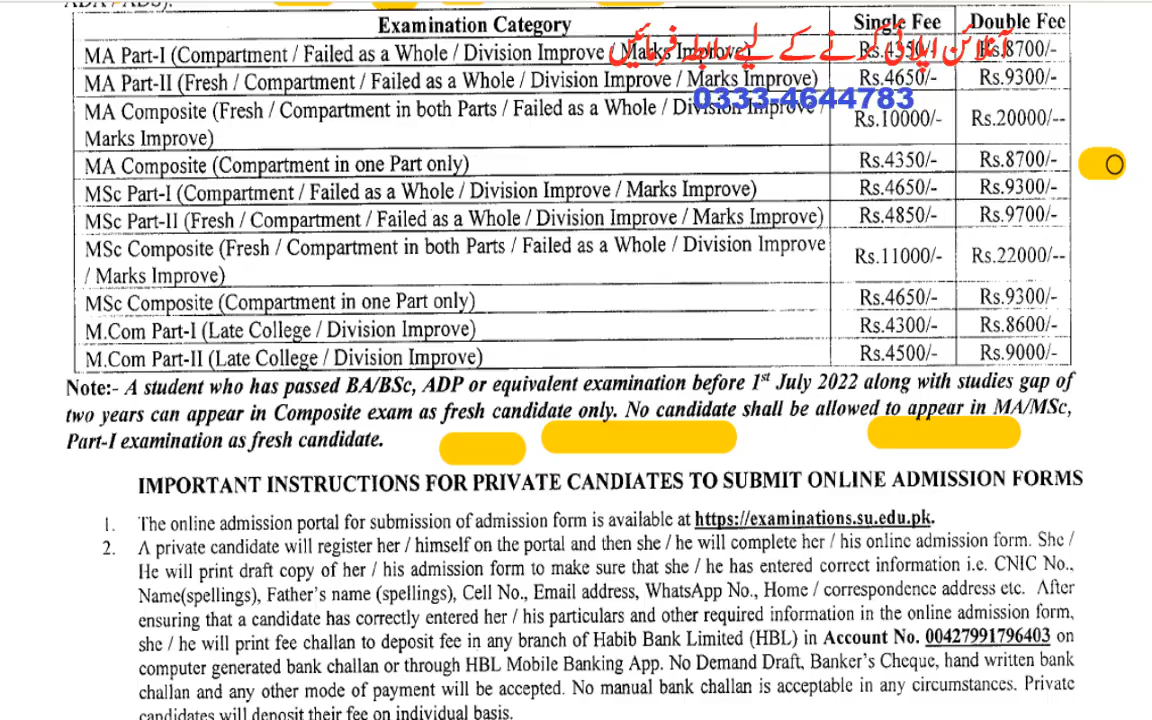 ADA / ADS).
Examination Category Single Fee Double Fee
MA Part-I (Compartment / Failed as a Whole / Division Improve / Marks Improve) Rs.4350/- Rs.8700/-
آنلائن اپلائی کرنے کے لیے رابطہ فرمائیں
MA Part-II (Fresh / Compartment / Failed as a Whole / Division Improve / Marks Improve) Rs.4650/- Rs.9300/-
0333-4644783
MA Composite (Fresh / Compartment in both Parts / Failed as a Whole / Division Improve /
Marks Improve) Rs.10000/- Rs.20000/--
MA Composite (Compartment in one Part only) Rs.4350/- Rs.8700/-
MSc Part-I (Compartment / Failed as a Whole / Division Improve / Marks Improve) Rs.4650/- Rs.9300/-
MSc Part-II (Fresh / Compartment / Failed as a Whole / Division Improve / Marks Improve) Rs.4850/- Rs.9700/-
MSc Composite (Fresh / Compartment in both Parts / Failed as a Whole / Division Improve
/ Marks Improve) Rs.11000/- Rs.22000/--
MSc Composite (Compartment in one Part only) Rs.4650/- Rs.9300/-
M.Com Part-I (Late College / Division Improve) Rs.4300/- Rs.8600/-
M.Com Part-II (Late College / Division Improve) Rs.4500/- Rs.9000/-
Note:- A student who has passed BA/BSc, ADP or equivalent examination before 1st July 2022 along with studies gap of
two years can appear in Composite exam as fresh candidate only. No candidate shall be allowed to appear in MA/MSc,
Part-I examination as fresh candidate.
IMPORTANT INSTRUCTIONS FOR PRIVATE CANDIATES TO SUBMIT ONLINE ADMISSION FORMS
1. The online admission portal for submission of admission form is available at https://examinations.su.edu.pk.
2. A private candidate will register her / himself on the portal and then she / he will complete her / his online admission form. She /
He will print draft copy of her / his admission form to make sure that she / he has entered correct information i.e. CNIC No.,
Name(spellings), Father's name (spellings), Cell No., Email address, WhatsApp No., Home / correspondence address etc. After
ensuring that a candidate has correctly entered her / his particulars and other required information in the online admission form,
she / he will print fee challan to deposit fee in any branch of Habib Bank Limited (HBL) in Account No. 00427991796403 on
computer generated bank challan or through HBL Mobile Banking App. No Demand Draft, Banker's Cheque, hand written bank
challan and any other mode of payment will be accepted. No manual bank challan is acceptable in any circumstances. Private
candidates will deposit their fee on individual basis.